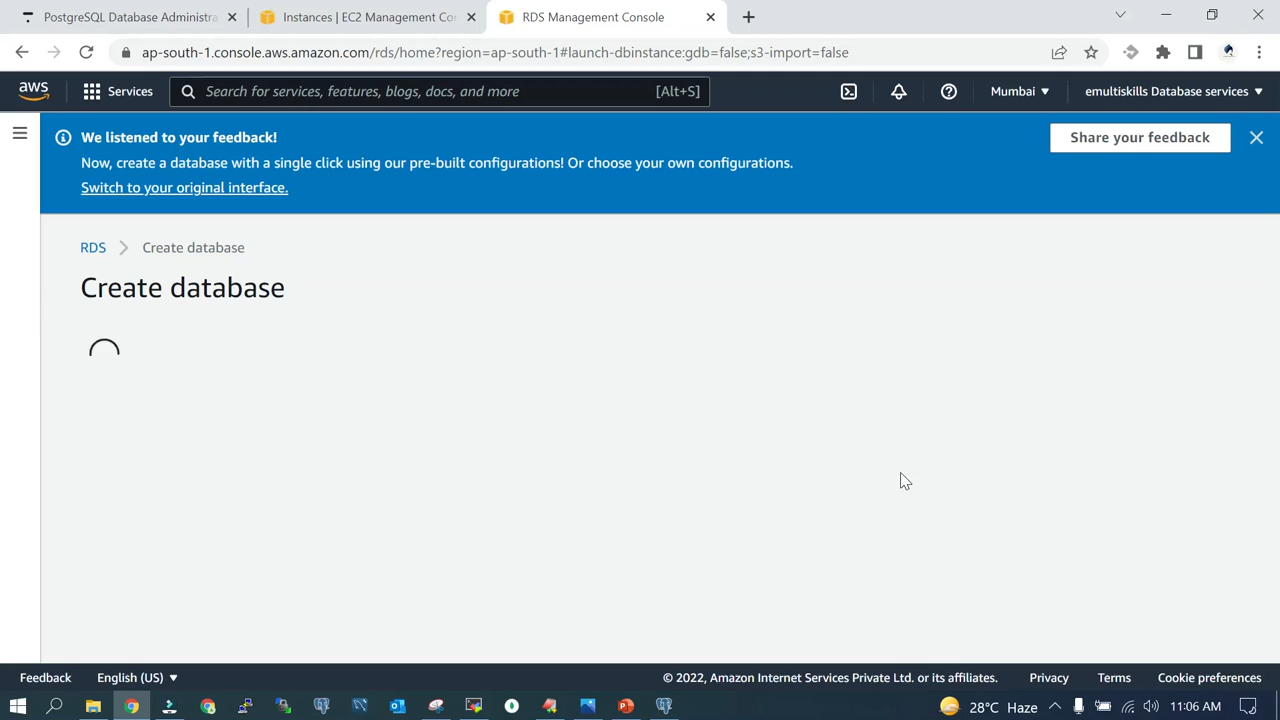 PostgreSQL Database Administra
Instances | EC2 Management Co
RDS Management Console
ap-south-1.console.aws.amazon.com/rds/home?region=ap-south-1#launch-dbinstance:gdb=false;s3-import=false
aws
Services
Search for services, features, blogs, docs, and more
[Alt+S]
Mumbai
emultiskills Database services
We listened to your feedback!
Now, create a database with a single click using our pre-built configurations! Or choose your own configurations.
Switch to your original interface.
Share your feedback
RDS
Create database
Create database
Feedback
English (US)
© 2022, Amazon Internet Services Private Ltd. or its affiliates.
Privacy
Terms
Cookie preferences
28°C Haze
11:06 AM